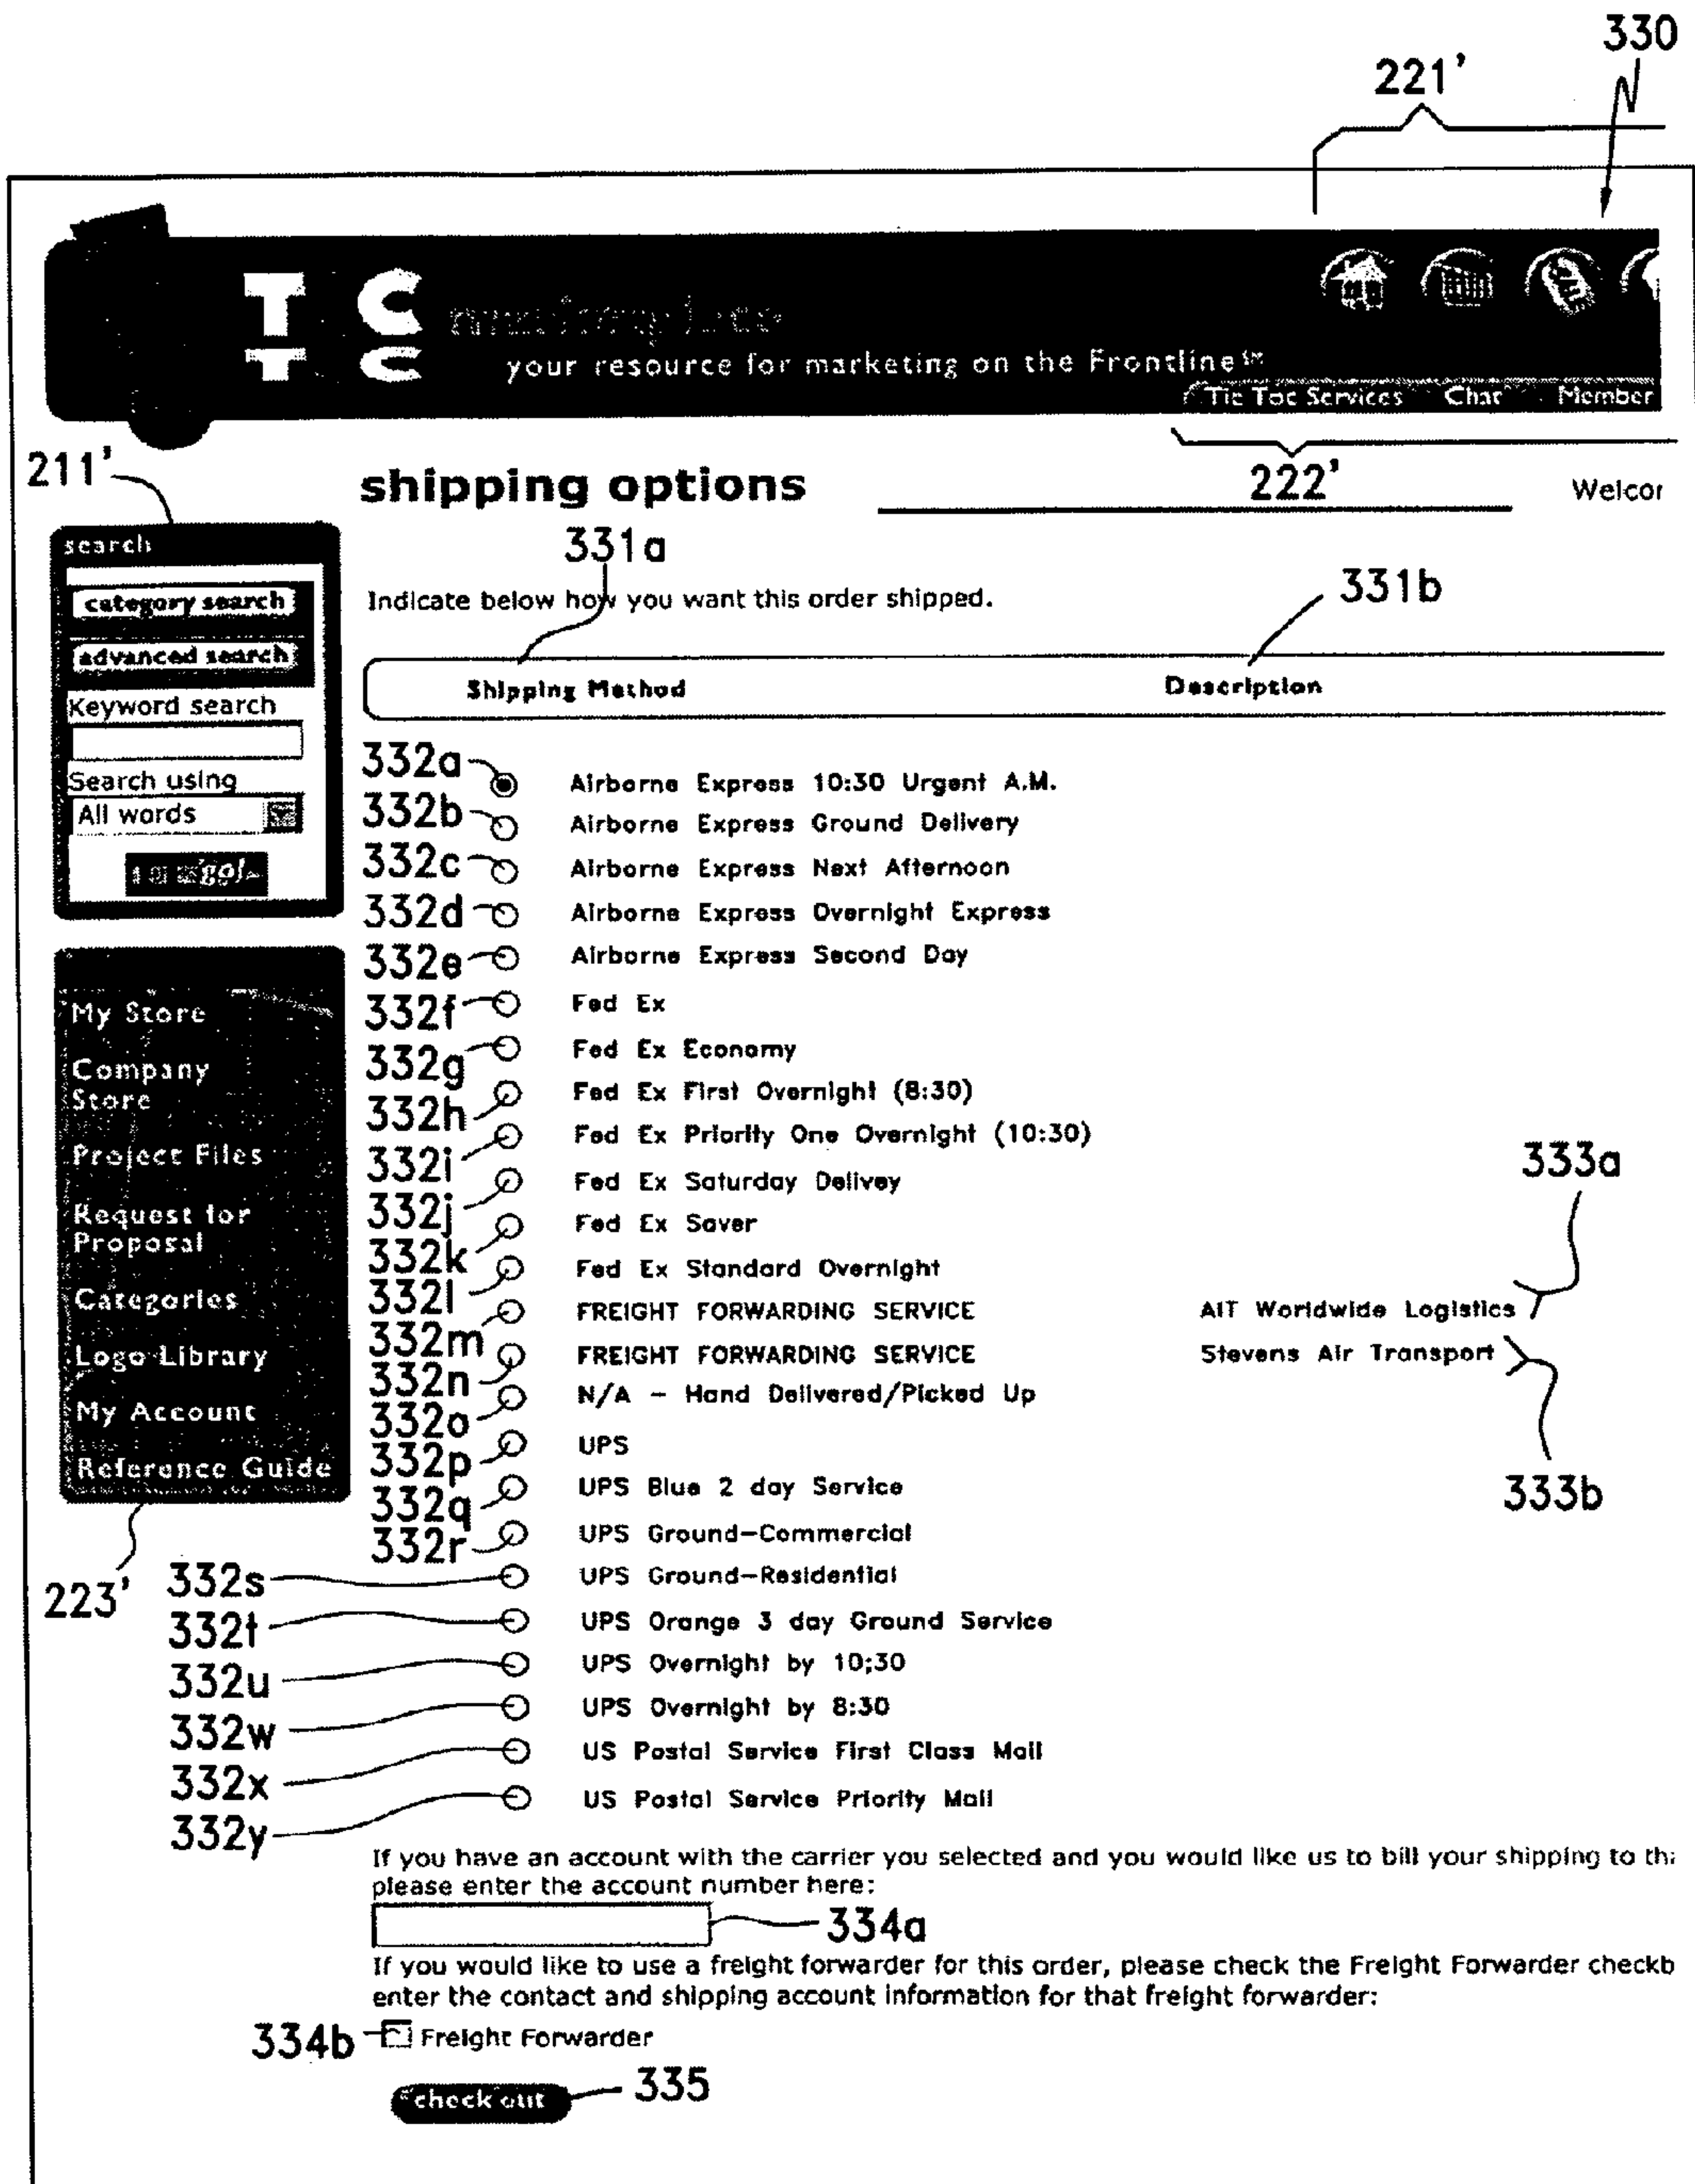 330
221'
T C
T C
your resource for marketing on the Frontline℠
Tic Toc Services Chat Member
211'
shipping options
222'
Welcor
search
331a
331b
category search
Indicate below how you want this order shipped.
advanced search
Shipping Method Description
Keyword search
Search using
All words
go!
332a Airborne Express 10:30 Urgent A.M.
332b Airborne Express Ground Delivery
332c Airborne Express Next Afternoon
332d Airborne Express Overnight Express
332e Airborne Express Second Day
332f Fed Ex
332g Fed Ex Economy
332h Fed Ex First Overnight (8:30)
332i Fed Ex Priority One Overnight (10:30)
332j Fed Ex Saturday Delivey
332k Fed Ex Saver
332l Fed Ex Standard Overnight
332m FREIGHT FORWARDING SERVICE AIT Worldwide Logistics
332n FREIGHT FORWARDING SERVICE Stevens Air Transport
332o N/A - Hand Delivered/Picked Up
332p UPS
332q UPS Blue 2 day Service
332r UPS Ground-Commercial
332s UPS Ground-Residential
332t UPS Orange 3 day Ground Service
332u UPS Overnight by 10;30
332w UPS Overnight by 8:30
332x US Postal Service First Class Mail
332y US Postal Service Priority Mail
333a
333b
My Store
Company
Store
Project Files
Request for
Proposal
Categories
Logo Library
My Account
Reference Guide
223'
If you have an account with the carrier you selected and you would like us to bill your shipping to tha
please enter the account number here:
334a
If you would like to use a freight forwarder for this order, please check the Freight Forwarder checkb
enter the contact and shipping account information for that freight forwarder:
334b Freight Forwarder
check out 335